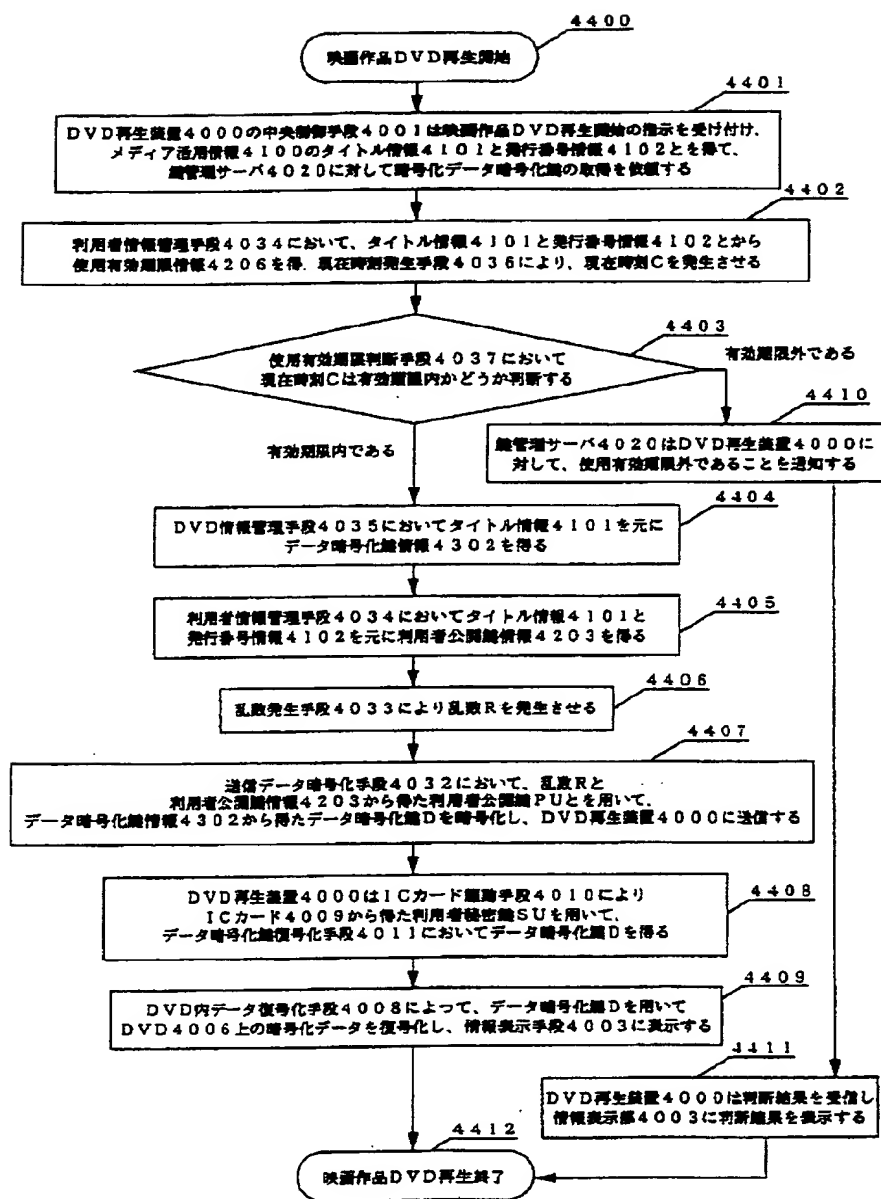 4400
映画作品DVD再生開始
4401
DVD再生装置4000の中央制御手段4001は映画作品DVD再生開始の指示を受け付け、
メディア活用情報4100のタイトル情報4101と発行番号情報4102とを得て、
鍵管理サーバ4020に対して暗号化データ暗号化鍵の取得を依頼する
4402
利用者情報管理手段4034において、タイトル情報4101と発行番号情報4102とから
使用有効期限情報4206を得、現在時刻発生手段4036により、現在時刻Cを発生させる
4403
使用有効期限判断手段4037において
現在時刻Cは有効期限内かどうか判断する
有効期限外である
4410
鍵管理サーバ4020はDVD再生装置4000に
対して、使用有効期限外であることを通知する
有効期限内である
4404
DVD情報管理手段4035においてタイトル情報4101を元に
データ暗号化鍵情報4302を得る
4405
利用者情報管理手段4034においてタイトル情報4101と
発行番号情報4102を元に利用者公開鍵情報4203を得る
4406
乱数発生手段4033により乱数Rを発生させる
4407
送信データ暗号化手段4032において、乱数Rと
利用者公開鍵情報4203から得た利用者公開鍵PUとを用いて、
データ暗号化鍵情報4302から得たデータ暗号化鍵Dを暗号化し、DVD再生装置4000に送信する
4408
DVD再生装置4000はICカード駆動手段4010により
ICカード4009から得た利用者秘密鍵SUを用いて、
データ暗号化鍵復号化手段4011においてデータ暗号化鍵Dを得る
4409
DVD内データ復号化手段4008によって、データ暗号化鍵Dを用いて
DVD4006上の暗号化データを復号化し、情報表示手段4003に表示する
4411
DVD再生装置4000は判断結果を受信し
情報表示部4003に判断結果を表示する
4412
映画作品DVD再生終了